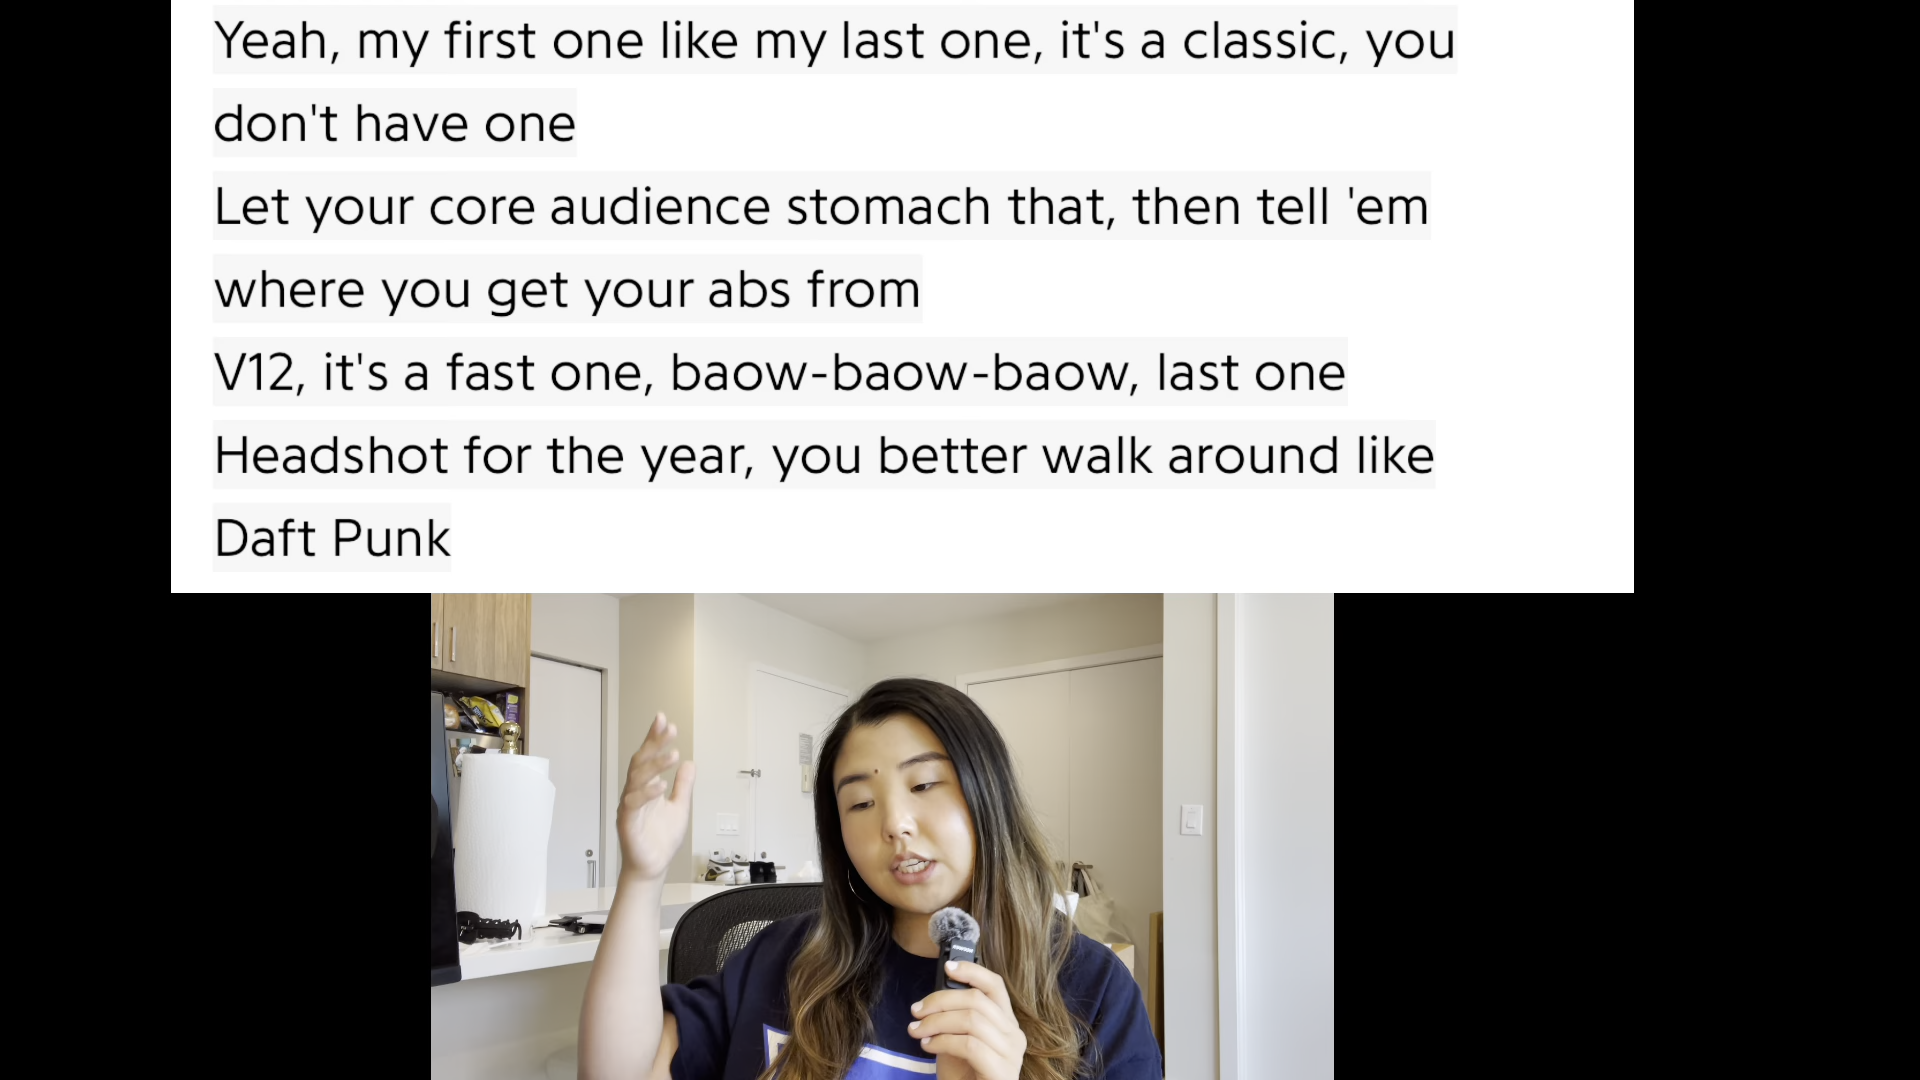 Yeah, my first one like my last one, it's a classic, you
don't have one
Let your core audience stomach that, then tell 'em
where you get your abs from
V12, it's a fast one, baow-baow-baow, last one
Headshot for the year, you better walk around like
Daft Punk